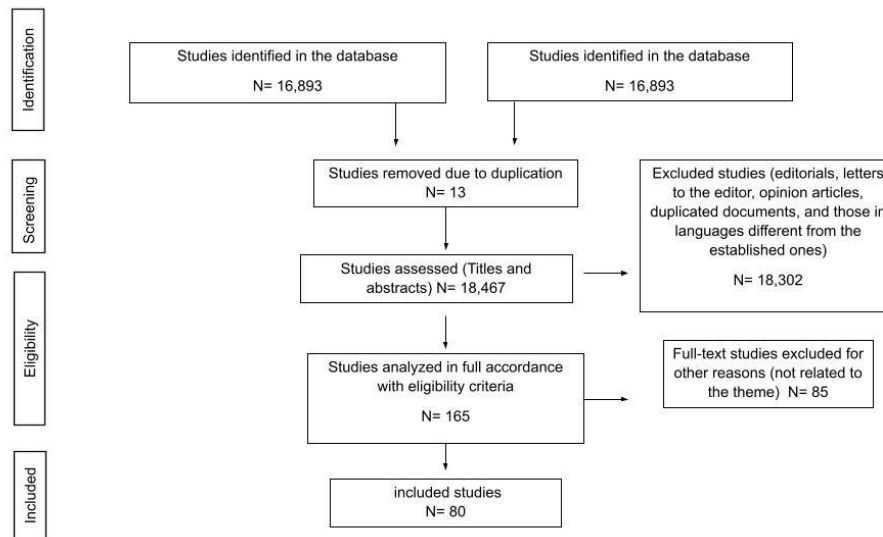 Identification
Studies identified in the database
N= 16,893
Studies identified in the database
N= 16,893
Screening
Studies removed due to duplication
N= 13
Excluded studies (editorials, letters
to the editor, opinion articles,
duplicated documents, and those in
languages different from the
established ones)
N= 18,302
Studies assessed (Titles and
abstracts) N= 18,467
Eligibility
Studies analyzed in full accordance
with eligibility criteria
N= 165
Full-text studies excluded for
other reasons (not related to
the theme) N= 85
Included
included studies
N= 80